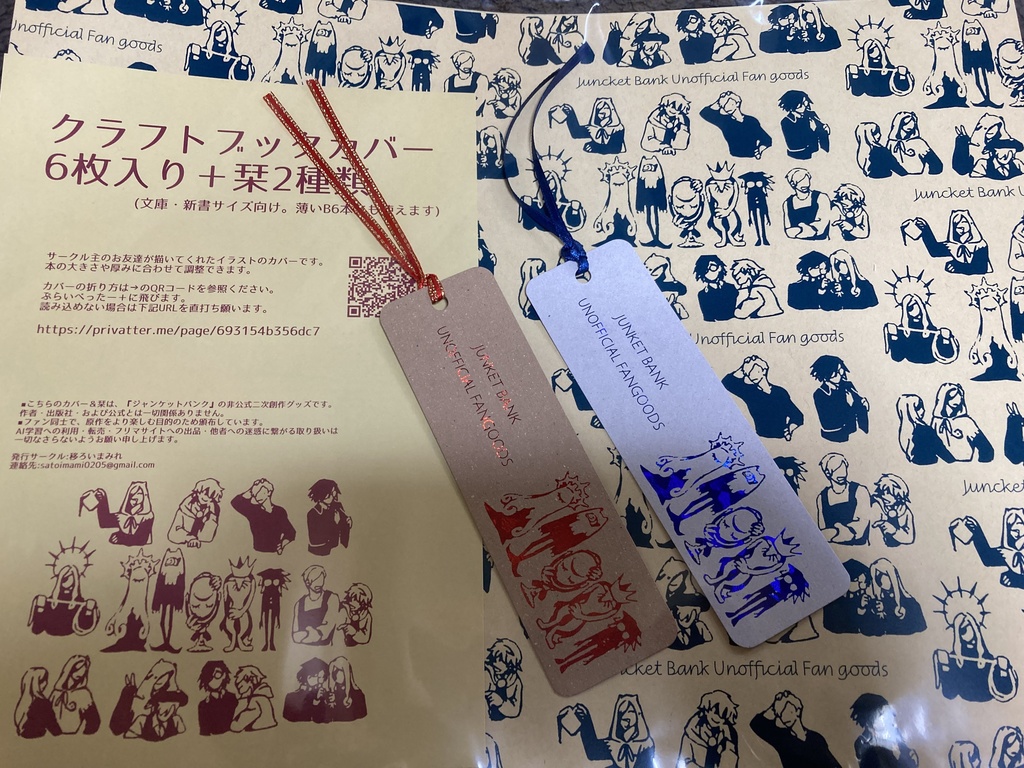 Unofficial Fan goods
Juncket Bank Unofficial Fan goods
クラフトブックカバー
6枚入り＋栞2種類
(文庫・新書サイズ向け。薄いB6本にも使えます)
Juncket Bank U
サークル主のお友達が描いてくれたイラストのカバーです。
本の大きさや厚みに合わせて調整できます。
カバーの折り方は→のQRコードを参照ください。
ぷらいべったー＋に飛びます。
読み込めない場合は下記URLを直打ち願います。
https://privatter.me/page/693154b356dc7
JUNKET BANK
UNOFFICIAL FANGOODS
JUNKET BANK
UNOFFICIAL FANGOODS
Unofficial Fan goods
■こちらのカバー＆栞は、『ジャンケットバンク』の非公式二次創作グッズです。
作者・出版社・および公式とは一切関係ありません。
■ファン同士で、原作をより楽しむ目的のため頒布しています。
AI学習への利用・転売・フリマサイトへの出品・他者への迷惑に繋がる取り扱いは
一切なさらないようお願い申し上げます。
発行サークル:移ろいまみれ
連絡先:satoimami0205@gmail.com
Juncket
Juncket Bank Unofficial Fan goods